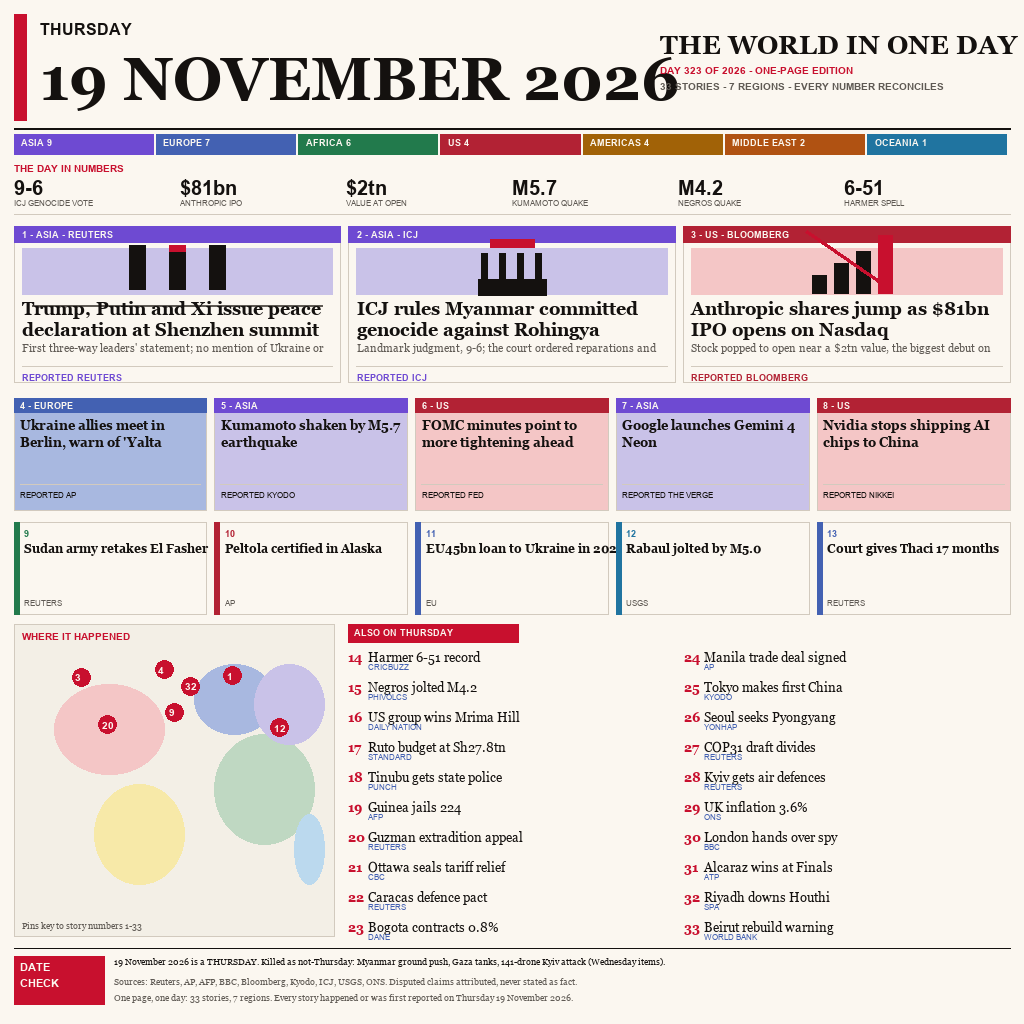 THURSDAY
19 NOVEMBER 2026
THE WORLD IN ONE DAY
DAY 323 OF 2026 - ONE-PAGE EDITION
33 STORIES - 7 REGIONS - EVERY NUMBER RECONCILES
ASIA 9
EUROPE 7
AFRICA 6
US 4
AMERICAS 4
MIDDLE EAST 2
OCEANIA 1
THE DAY IN NUMBERS
9-6
ICJ GENOCIDE VOTE
$81bn
ANTHROPIC IPO
$2tn
VALUE AT OPEN
M5.7
KUMAMOTO QUAKE
M4.2
NEGROS QUAKE
6-51
HARMER SPELL
1 - ASIA - REUTERS
Trump, Putin and Xi issue peace
declaration at Shenzhen summit
First three-way leaders' statement; no mention of Ukraine or
REPORTED REUTERS
2 - ASIA - ICJ
ICJ rules Myanmar committed
genocide against Rohingya
Landmark judgment, 9-6; the court ordered reparations and
REPORTED ICJ
3 - US - BLOOMBERG
Anthropic shares jump as $81bn
IPO opens on Nasdaq
Stock popped to open near a $2tn value, the biggest debut on
REPORTED BLOOMBERG
4 - EUROPE
Ukraine allies meet in
Berlin, warn of 'Yalta
REPORTED AP
5 - ASIA
Kumamoto shaken by M5.7
earthquake
REPORTED KYODO
6 - US
FOMC minutes point to
more tightening ahead
REPORTED FED
7 - ASIA
Google launches Gemini 4
Neon
REPORTED THE VERGE
8 - US
Nvidia stops shipping AI
chips to China
REPORTED NIKKEI
9
Sudan army retakes El Fasher
REUTERS
10
Peltola certified in Alaska
AP
11
EU45bn loan to Ukraine in 202
EU
12
Rabaul jolted by M5.0
USGS
13
Court gives Thaci 17 months
REUTERS
WHERE IT HAPPENED
3
4
32
1
9
20
12
Pins key to story numbers 1-33
ALSO ON THURSDAY
14 Harmer 6-51 record
CRICBUZZ
15 Negros jolted M4.2
PHIVOLCS
16 US group wins Mrima Hill
DAILY NATION
17 Ruto budget at Sh27.8tn
STANDARD
18 Tinubu gets state police
PUNCH
19 Guinea jails 224
AFP
20 Guzman extradition appeal
REUTERS
21 Ottawa seals tariff relief
CBC
22 Caracas defence pact
REUTERS
23 Bogota contracts 0.8%
DANE
24 Manila trade deal signed
AP
25 Tokyo makes first China
KYODO
26 Seoul seeks Pyongyang
YONHAP
27 COP31 draft divides
REUTERS
28 Kyiv gets air defences
REUTERS
29 UK inflation 3.6%
ONS
30 London hands over spy
BBC
31 Alcaraz wins at Finals
ATP
32 Riyadh downs Houthi
SPA
33 Beirut rebuild warning
WORLD BANK
DATE
CHECK
19 November 2026 is a THURSDAY. Killed as not-Thursday: Myanmar ground push, Gaza tanks, 141-drone Kyiv attack (Wednesday items).
Sources: Reuters, AP, AFP, BBC, Bloomberg, Kyodo, ICJ, USGS, ONS. Disputed claims attributed, never stated as fact.
One page, one day: 33 stories, 7 regions. Every story happened or was first reported on Thursday 19 November 2026.